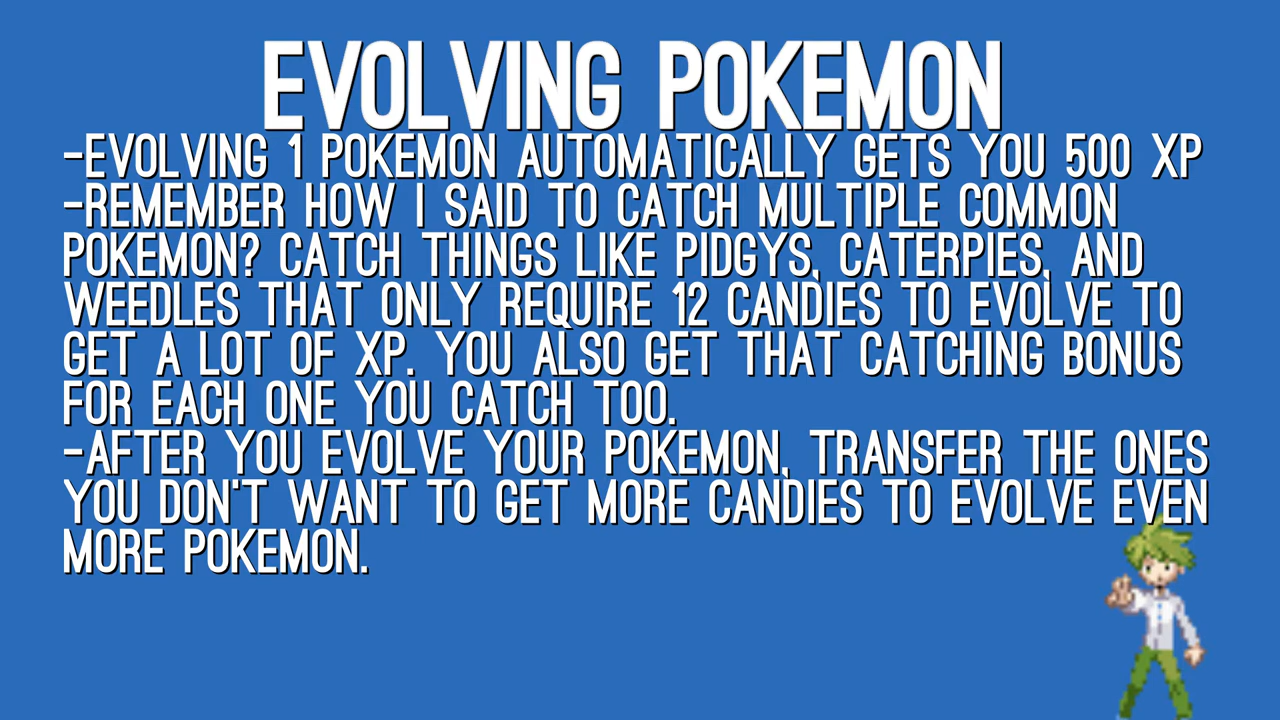 EVOLVING POKEMON
-EVOLVING 1 POKEMON AUTOMATICALLY GETS YOU 500 XP
-REMEMBER HOW I SAID TO CATCH MULTIPLE COMMON
POKEMON? CATCH THINGS LIKE PIDGYS, CATERPIES, AND
WEEDLES THAT ONLY REQUIRE 12 CANDIES TO EVOLVE TO
GET A LOT OF XP. YOU ALSO GET THAT CATCHING BONUS
FOR EACH ONE YOU CATCH TOO.
-AFTER YOU EVOLVE YOUR POKEMON, TRANSFER THE ONES
YOU DON'T WANT TO GET MORE CANDIES TO EVOLVE EVEN
MORE POKEMON.